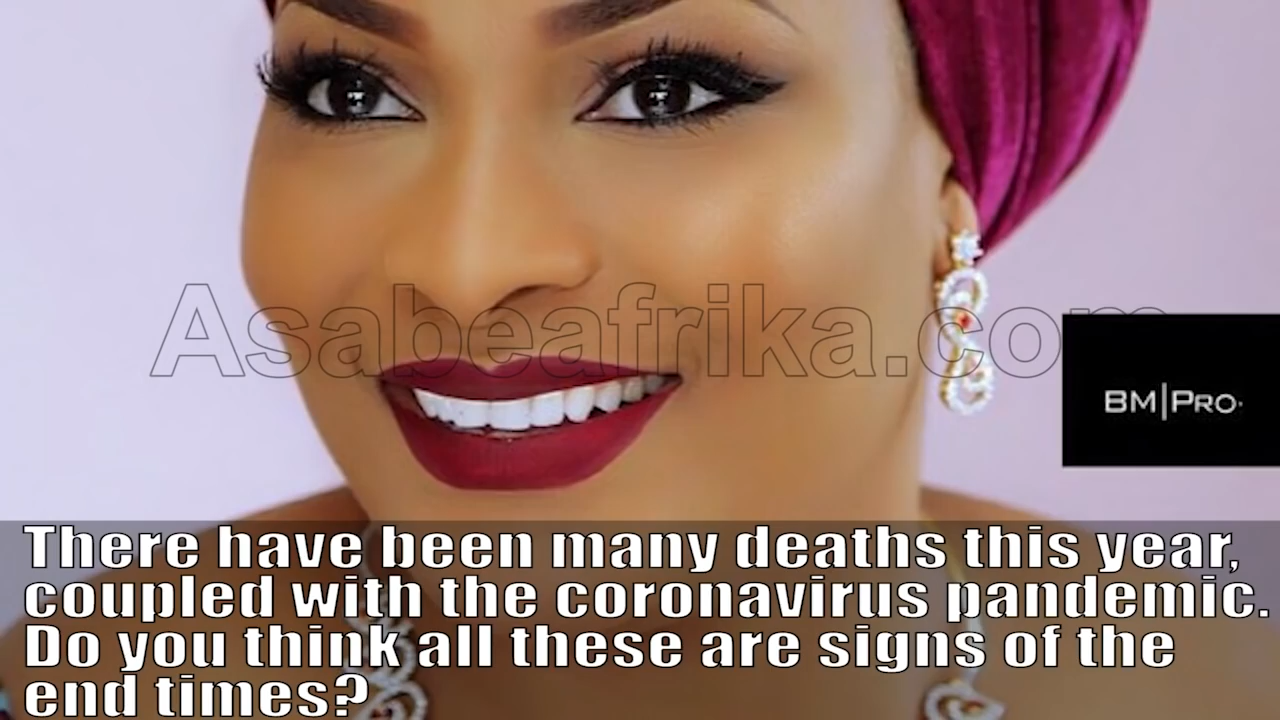 Asabeafrika.com
BM|PRO
There have been many deaths this year,
coupled with the coronavirus pandemic.
Do you think all these are signs of the
end times?